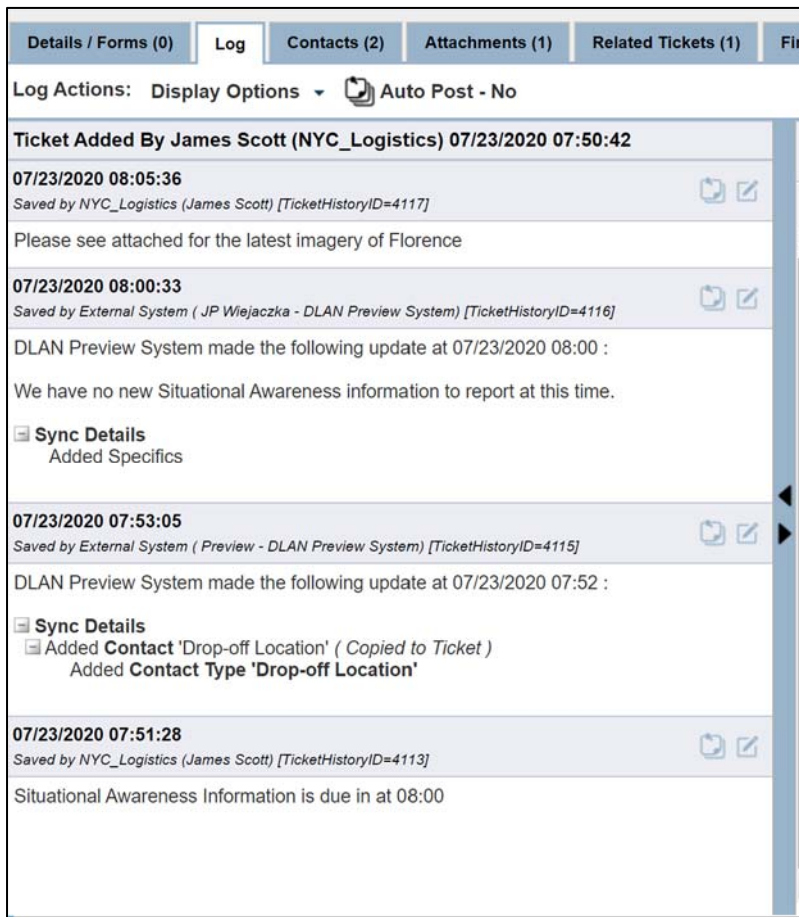 Details / Forms (0) Log Contacts (2) Attachments (1) Related Tickets (1)
Log Actions: Display Options Auto Post - No
Ticket Added By James Scott (NYC_Logistics) 07/23/2020 07:50:42
07/23/2020 08:05:36
Saved by NYC_Logistics (James Scott) [TicketHistoryID=4117]
Please see attached for the latest imagery of Florence
07/23/2020 08:00:33
Saved by External System ( JP Wiejaczka - DLAN Preview System) [TicketHistoryID=4116]
DLAN Preview System made the following update at 07/23/2020 08:00 :
We have no new Situational Awareness information to report at this time.
Sync Details
Added Specifics
07/23/2020 07:53:05
Saved by External System ( Preview - DLAN Preview System) [TicketHistoryID=4115]
DLAN Preview System made the following update at 07/23/2020 07:52 :
Sync Details
Added Contact 'Drop-off Location' ( Copied to Ticket )
Added Contact Type 'Drop-off Location'
07/23/2020 07:51:28
Saved by NYC_Logistics (James Scott) [TicketHistoryID=4113]
Situational Awareness Information is due in at 08:00